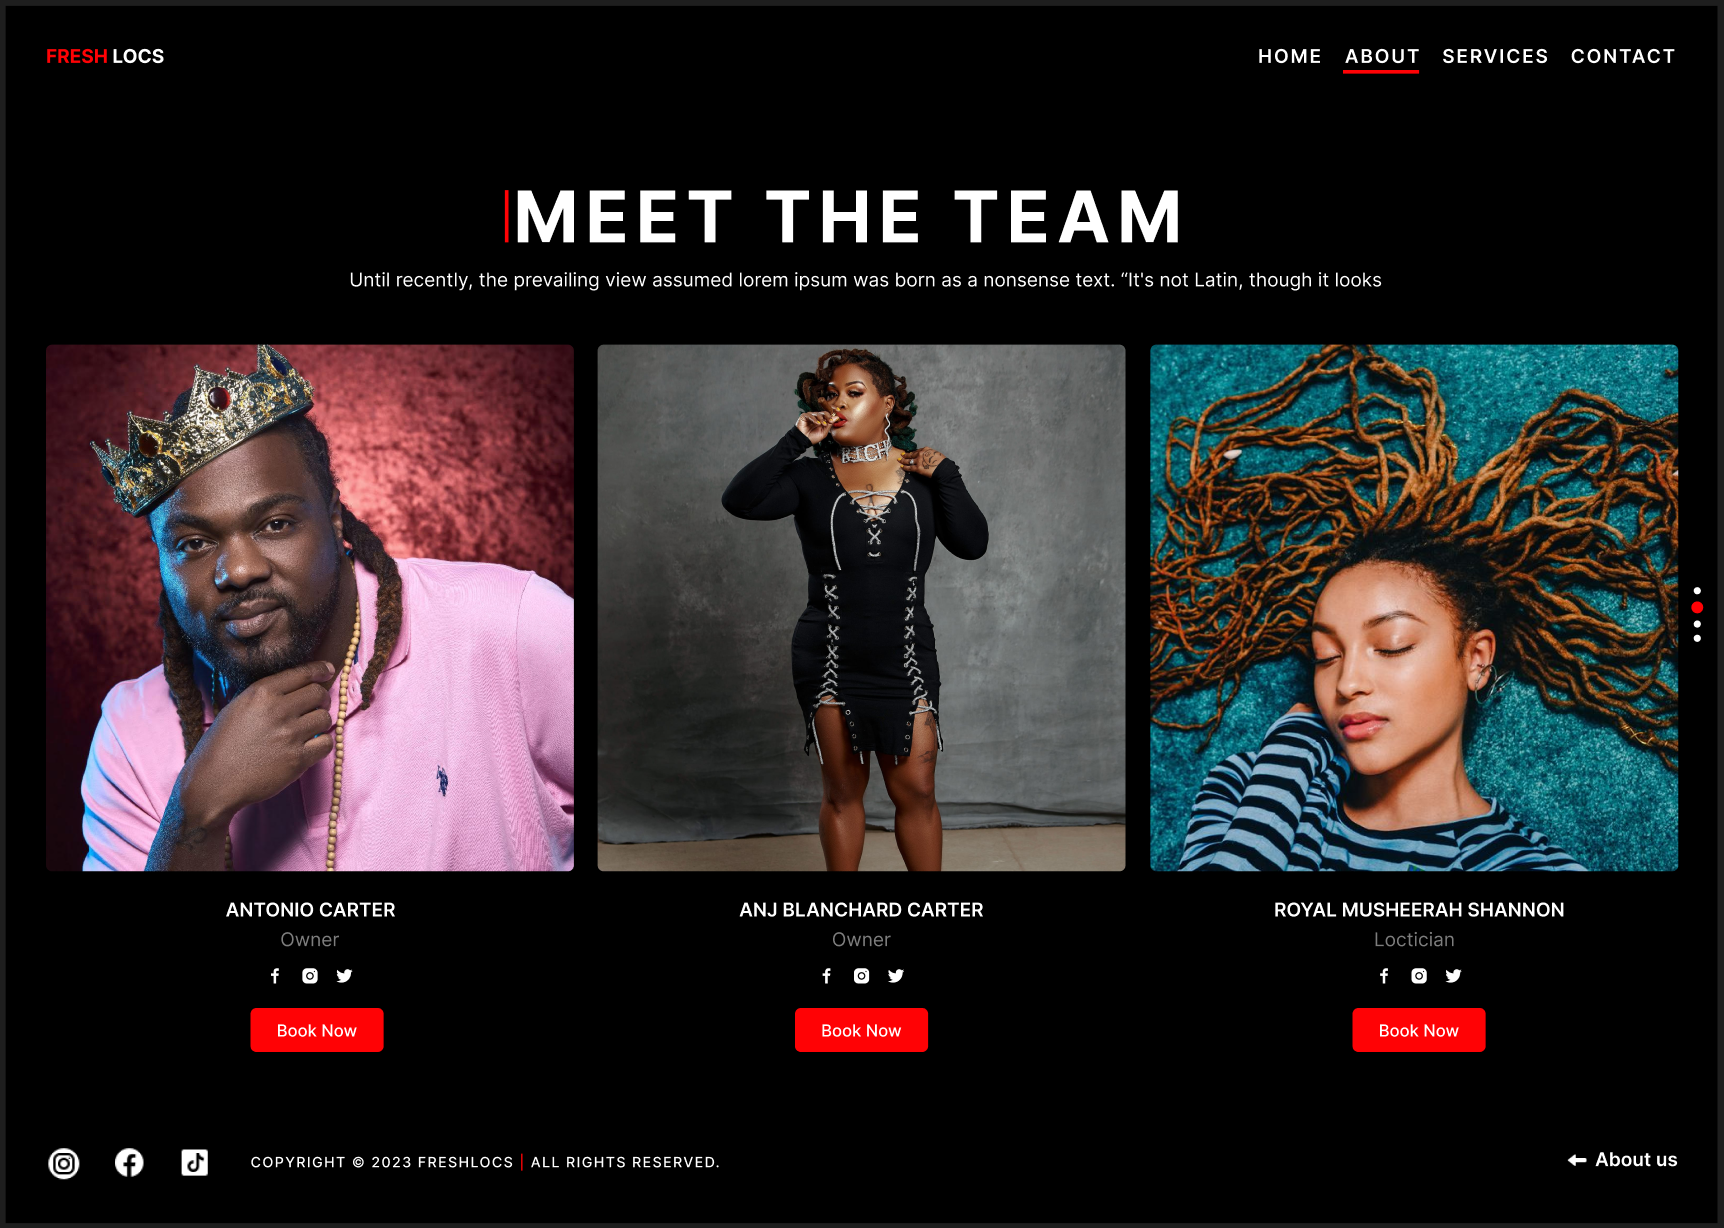 FRESH LOCS
HOME ABOUT SERVICES CONTACT
MEET THE TEAM
Until recently, the prevailing view assumed lorem ipsum was born as a nonsense text. “It's not Latin, though it looks
RICH
ANTONIO CARTER
Owner
Book Now
ANJ BLANCHARD CARTER
Owner
Book Now
ROYAL MUSHEERAH SHANNON
Loctician
Book Now
COPYRIGHT © 2023 FRESHLOCS | ALL RIGHTS RESERVED.
About us